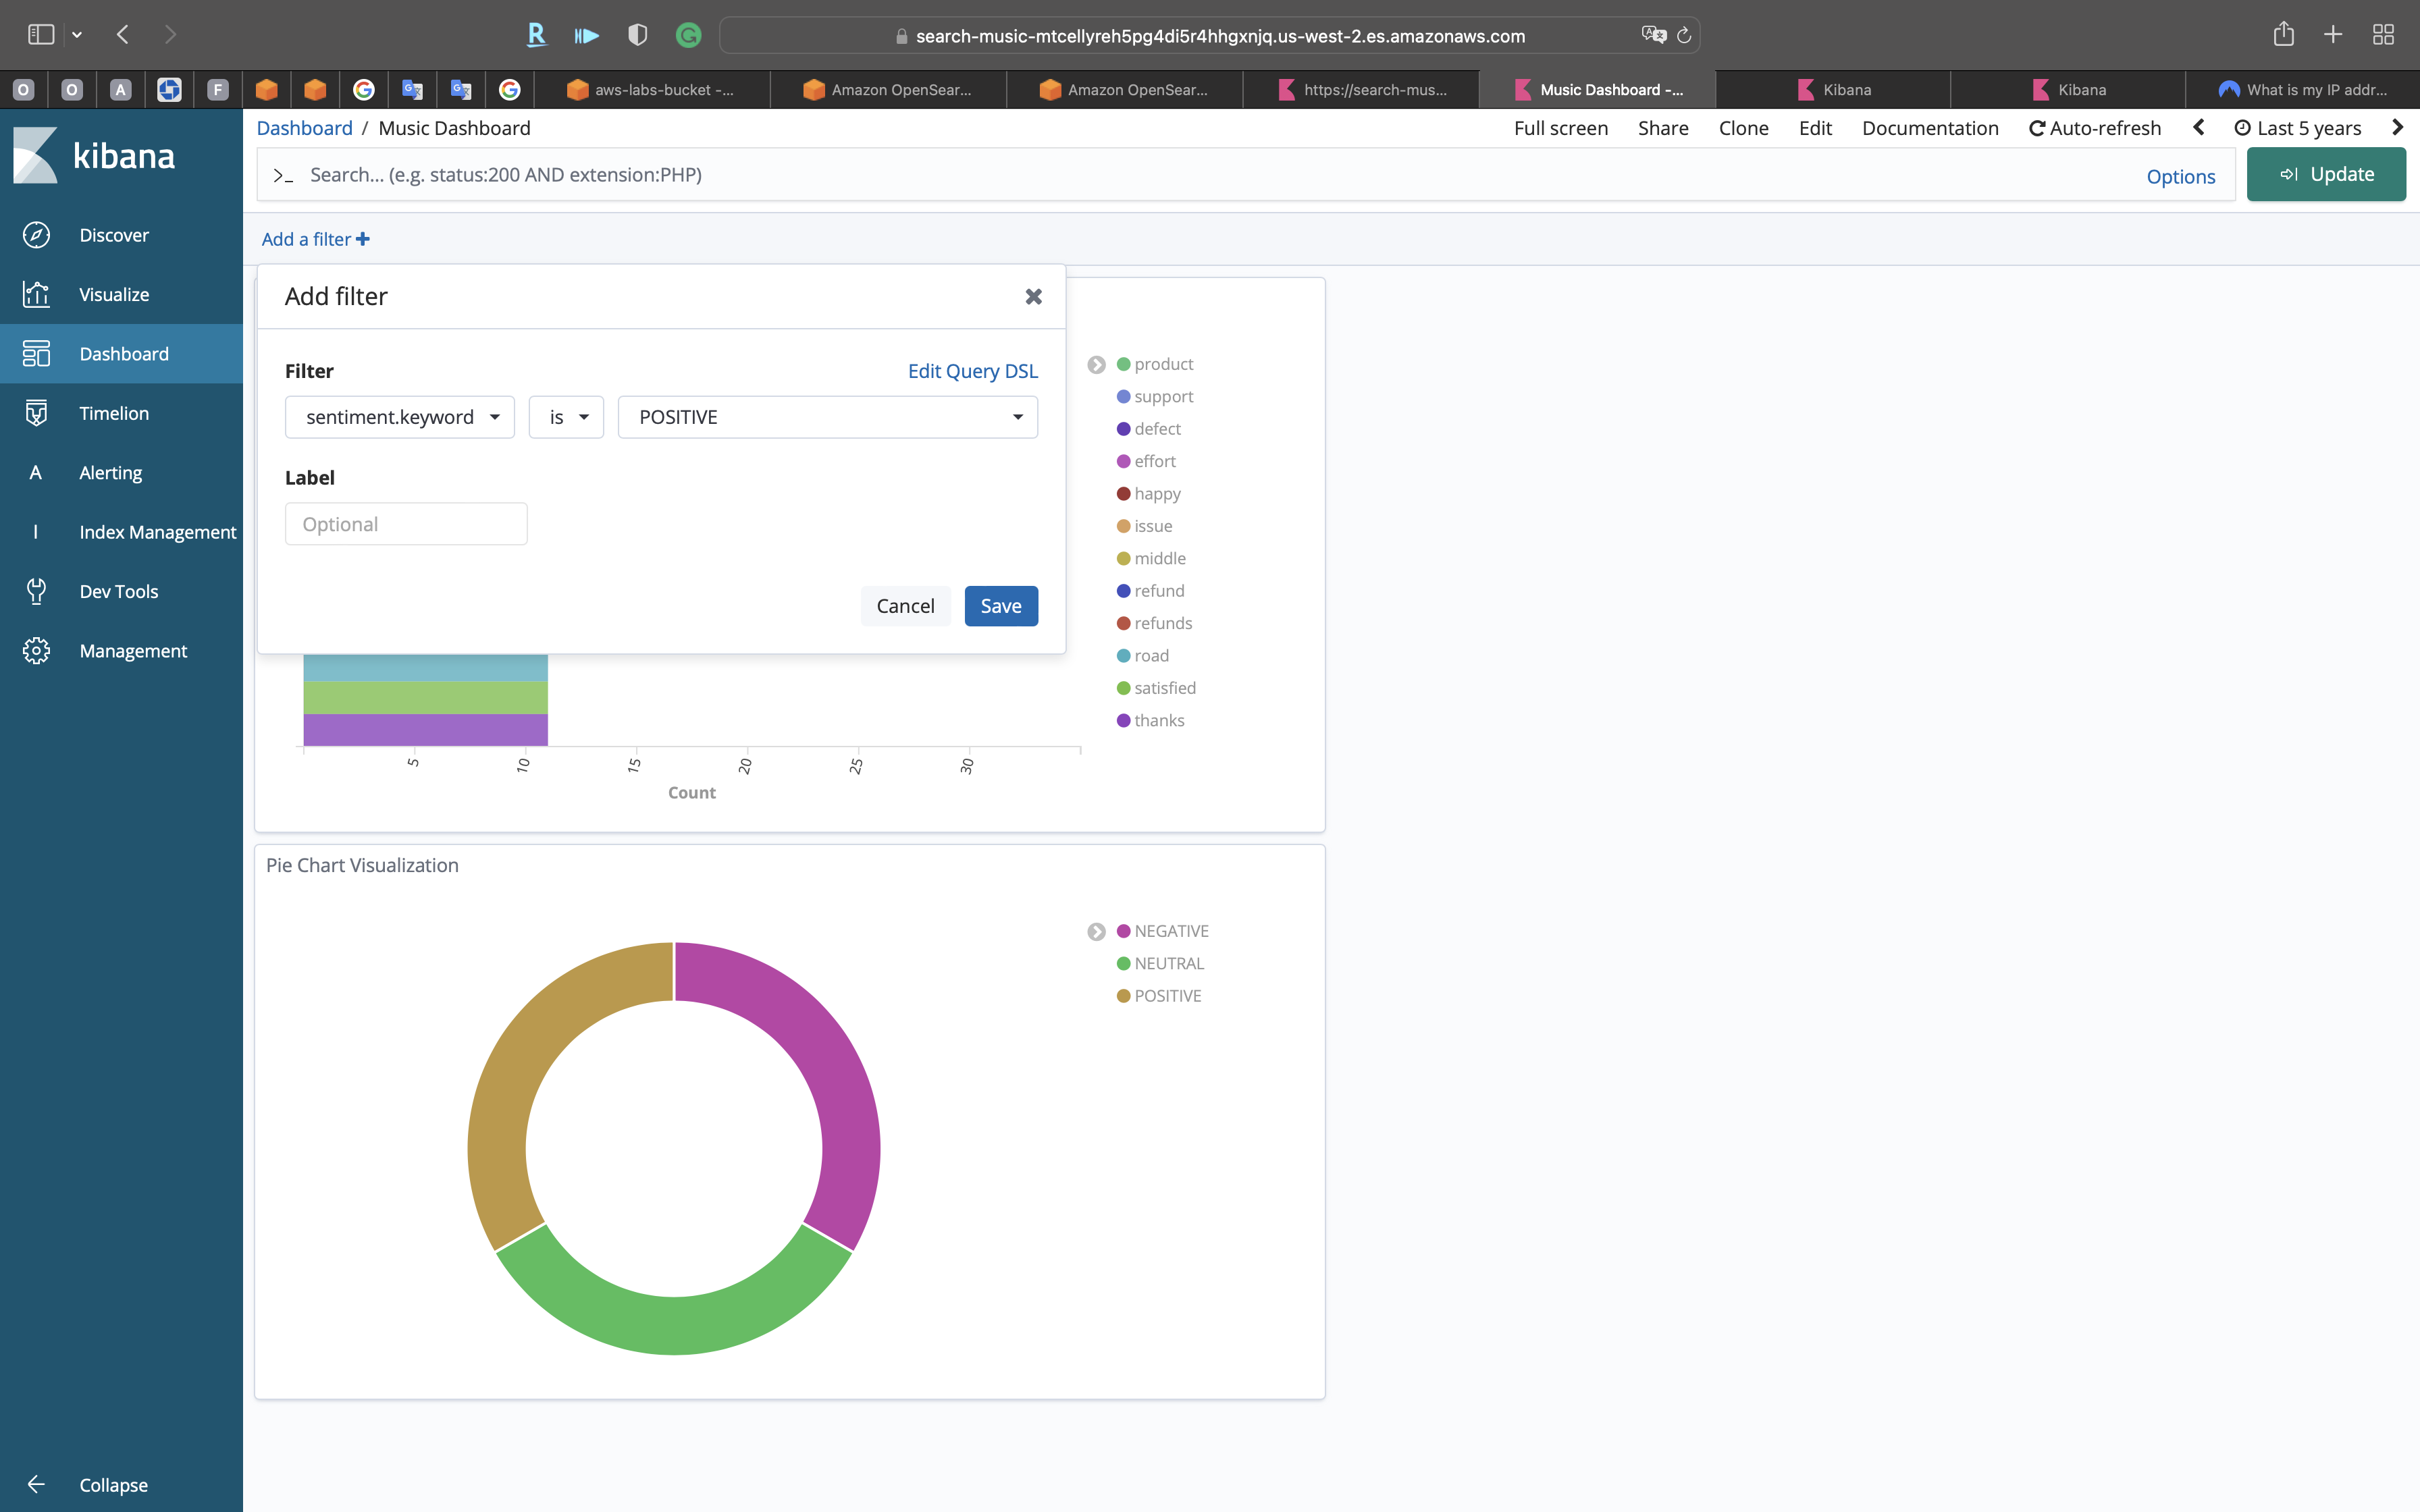 search-music-mtcellyreh5pg4di5r4hhgxnjq.us-west-2.es.amazonaws.com
O O A F aws-labs-bucket -... Amazon OpenSear... Amazon OpenSear... https://search-mus... Music Dashboard -... Kibana Kibana What is my IP addr...
kibana
Discover
Visualize
Dashboard
Timelion
A Alerting
I Index Management
Dev Tools
Management
Collapse
Dashboard / Music Dashboard
Full screen Share Clone Edit Documentation Auto-refresh Last 5 years
>_ Search... (e.g. status:200 AND extension:PHP) Options Update
Add a filter +
Add filter
Filter Edit Query DSL
sentiment.keyword is POSITIVE
Label
Optional
Cancel Save
product
support
defect
effort
happy
issue
middle
refund
refunds
road
satisfied
thanks
5 10 15 20 25 30
Count
Pie Chart Visualization
NEGATIVE
NEUTRAL
POSITIVE